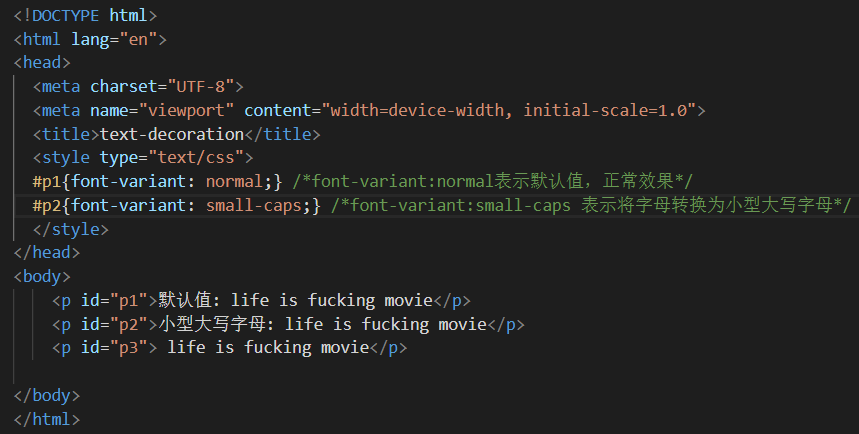 <!DOCTYPE html>
<html lang="en">
<head>
<meta charset="UTF-8">
<meta name="viewport" content="width=device-width, initial-scale=1.0">
<title>text-decoration</title>
<style type="text/css">
#p1{font-variant: normal;} /*font-variant:normal表示默认值，正常效果*/
#p2{font-variant: small-caps;} /*font-variant:small-caps 表示将字母转换为小型大写字母*/
</style>
</head>
<body>
<p id="p1">默认值: life is fucking movie</p>
<p id="p2">小型大写字母: life is fucking movie</p>
<p id="p3"> life is fucking movie</p>
</body>
</html>